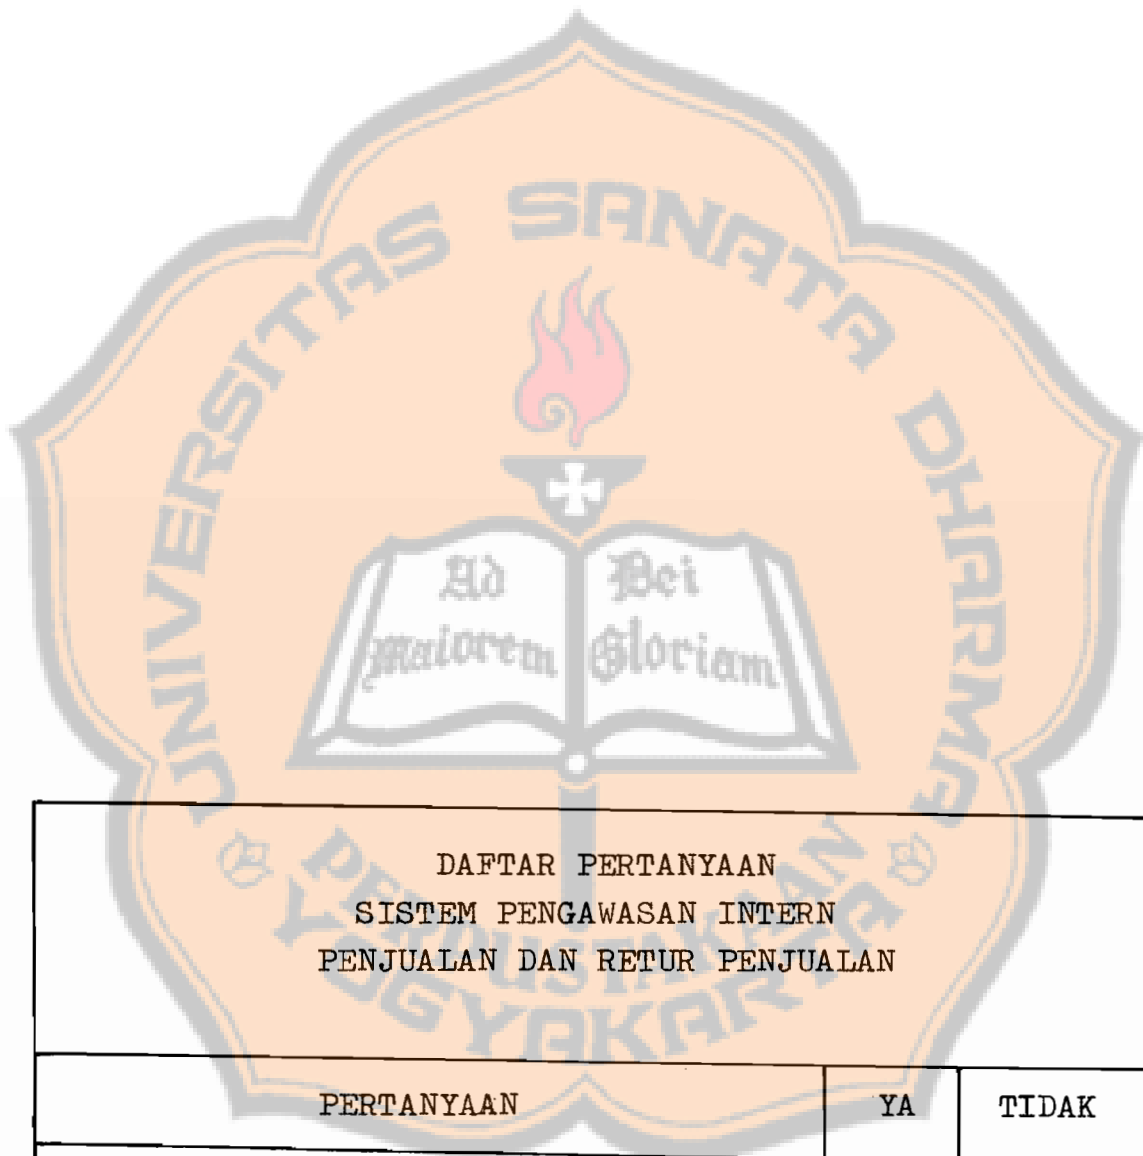 UNIVERSITAS SANATA DHARMA
Ad Dei
maiorem Gloriam
PERPUSTAKAAN
YOGYAKARTA
DAFTAR PERTANYAAN
SISTEM PENGAWASAN INTERN
PENJUALAN DAN RETUR PENJUALAN
PERTANYAAN YA TIDAK